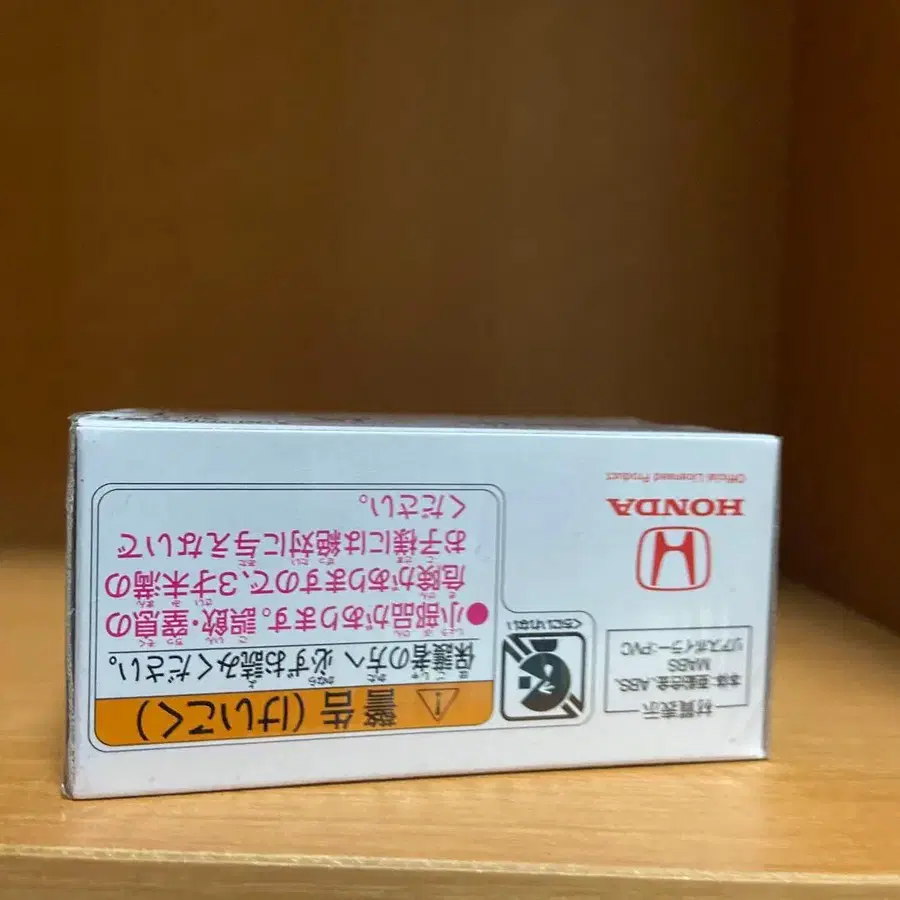 材質表示
本体:亜鉛合金、ABS、
MABS
リアスポイラー:PVC
HONDA
Official Licensed Product
警告(けいこく)
保護者の方へ 必ずお読みください。
●小部品があります。誤飲・窒息の
危険がありますので、3才未満の
お子様には絶対に与えないで
ください。